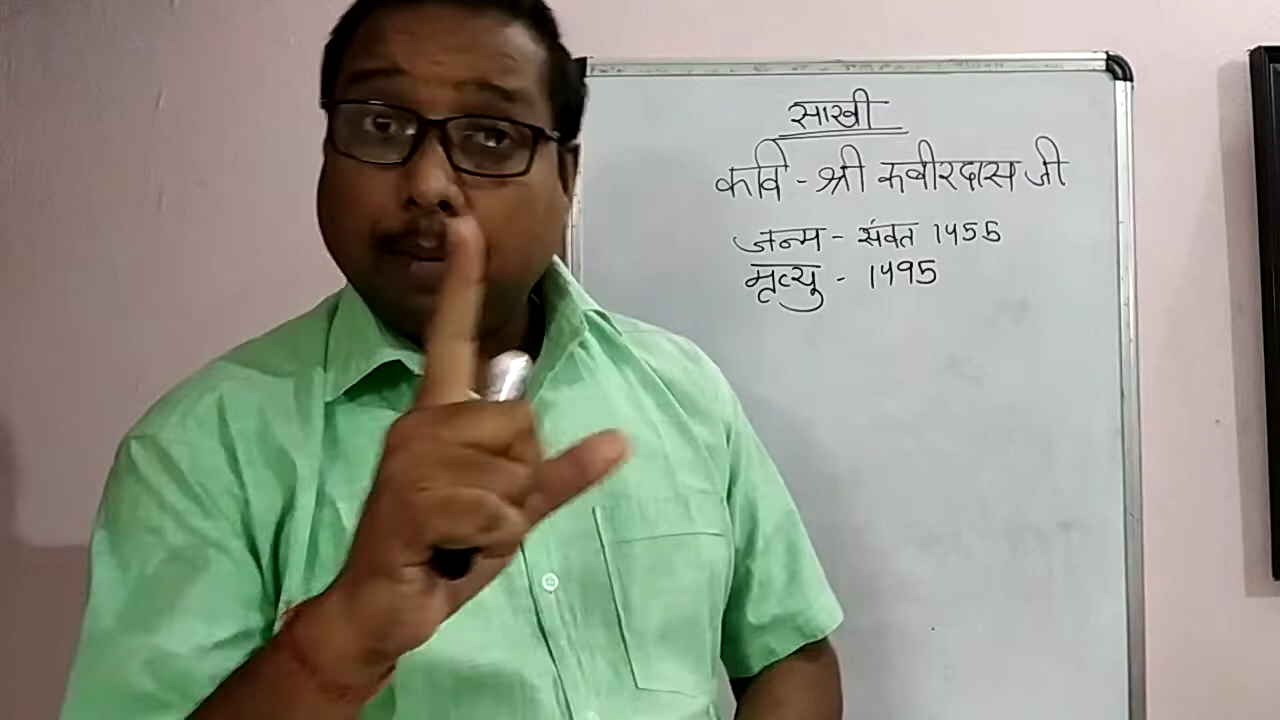 साखी
कवि - श्री कबीरदास जी
जन्म - संवत 1455
मृत्यु - 1495